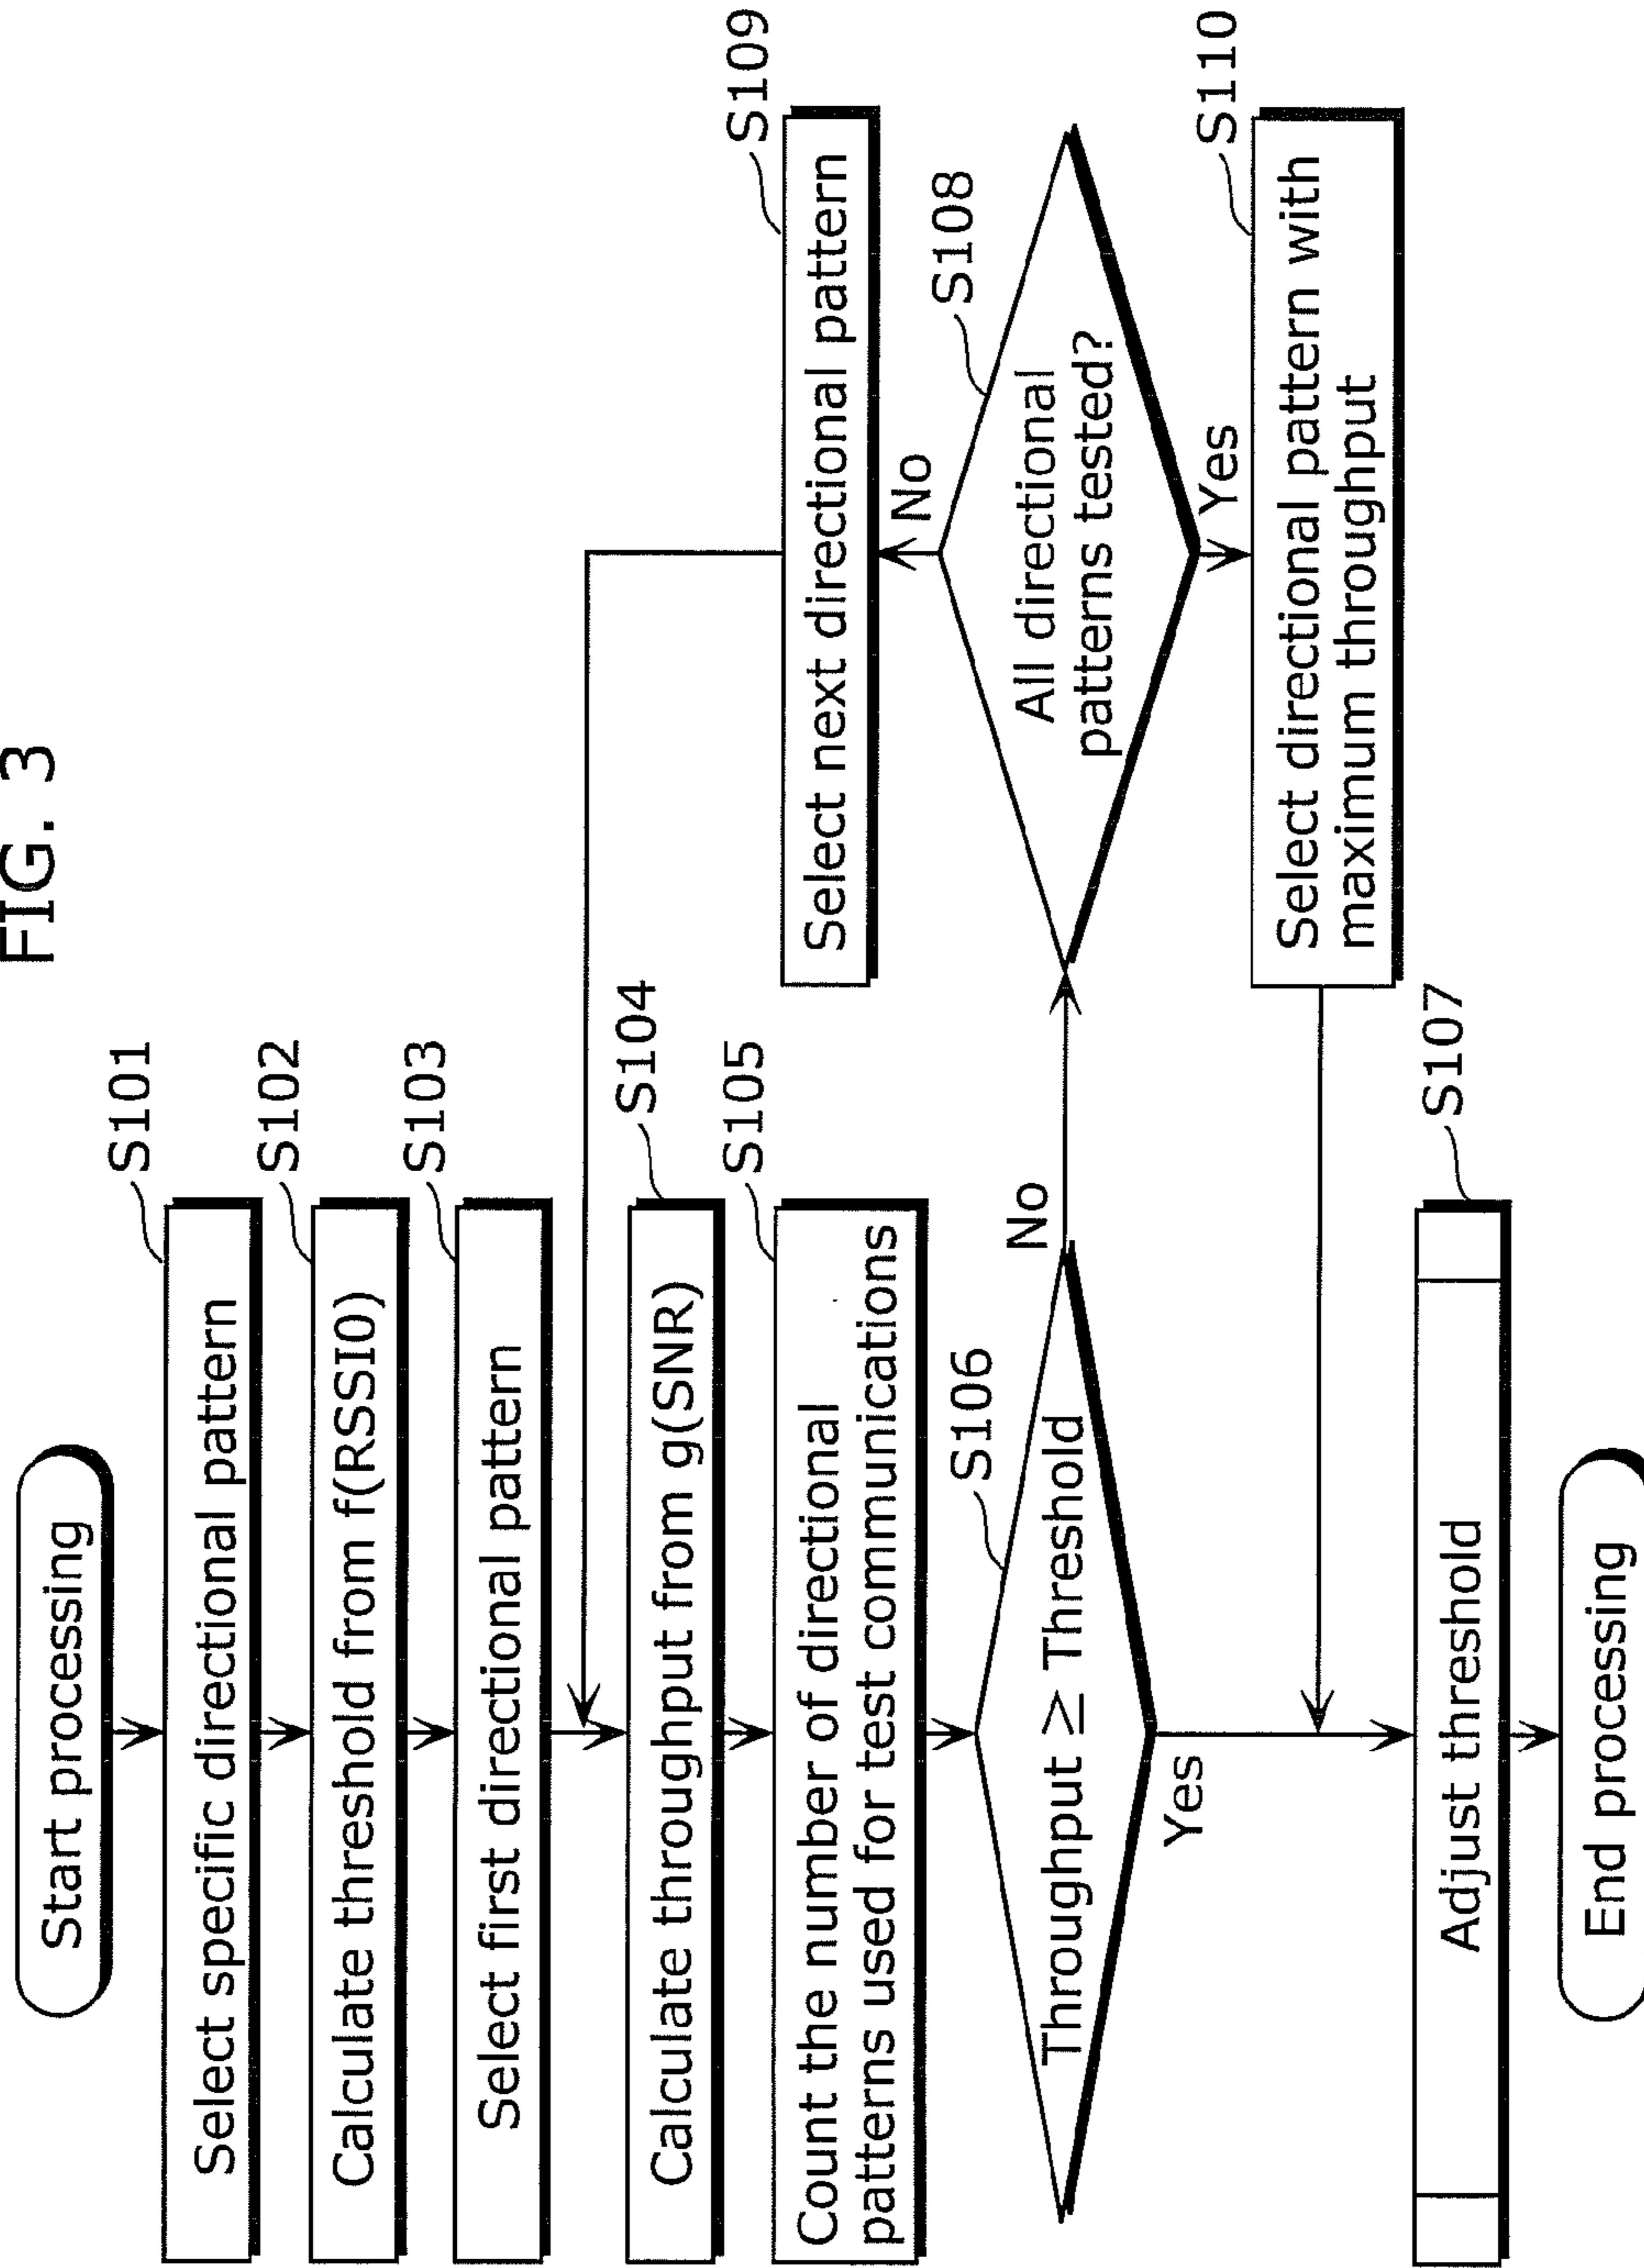 FIG. 3
Start processing
S101
Select specific directional pattern
S102
Calculate threshold from f(RSSI0)
S103
Select first directional pattern
S104
Calculate throughput from g(SNR)
S105
Count the number of directional
patterns used for test communications
S106
Throughput ≥ Threshold
No
Yes
S109
Select next directional pattern
No
S108
All directional
patterns tested?
Yes
S110
Select directional pattern with
maximum throughput
S107
Adjust threshold
End processing